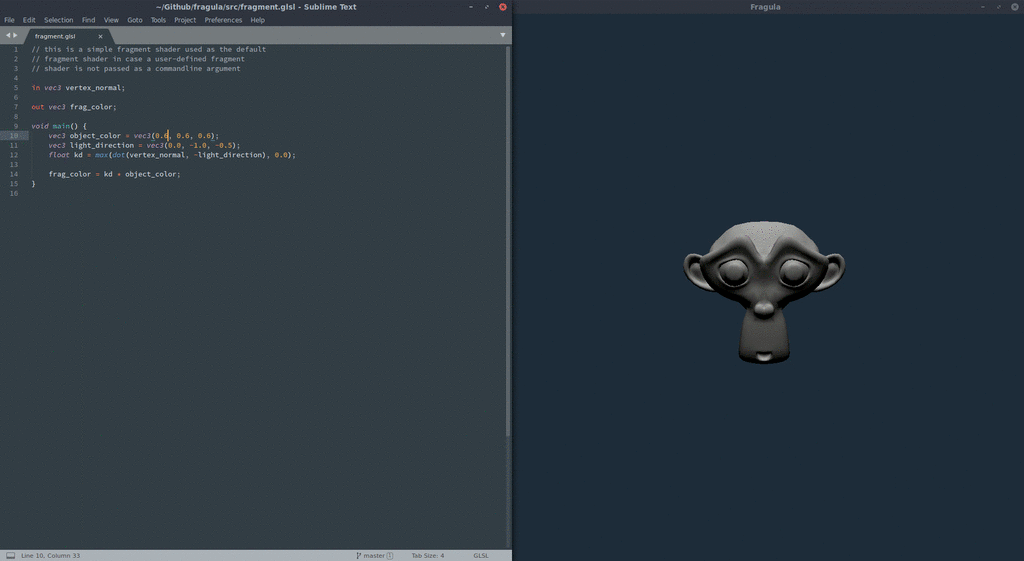 ~/Github/fragula/src/fragment.glsl - Sublime Text
File Edit Selection Find View Goto Tools Project Preferences Help
fragment.glsl
1 // this is a simple fragment shader used as the default
2 // fragment shader in case a user-defined fragment
3 // shader is not passed as a commandline argument
4
5 in vec3 vertex_normal;
6
7 out vec3 frag_color;
8
9 void main() {
10 vec3 object_color = vec3(0.6, 0.6, 0.6);
11 vec3 light_direction = vec3(0.0, -1.0, -0.5);
12 float kd = max(dot(vertex_normal, -light_direction), 0.0);
13
14 frag_color = kd * object_color;
15 }
16
Line 10, Column 33 master 1 Tab Size: 4 GLSL
Fragula